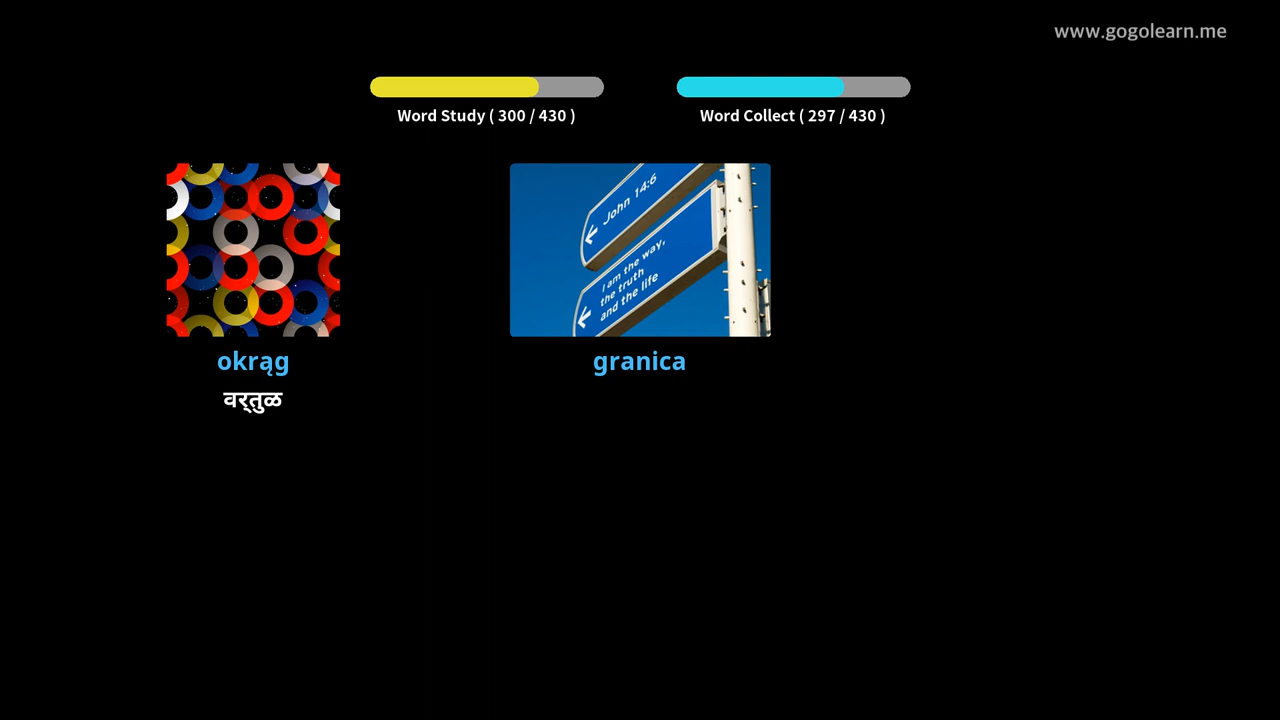 www.gogolearn.me
Word Study ( 300 / 430 )
Word Collect ( 297 / 430 )
John 14:6
I am the way,
the truth
and the life
okrąg
granica
वर्तुळ